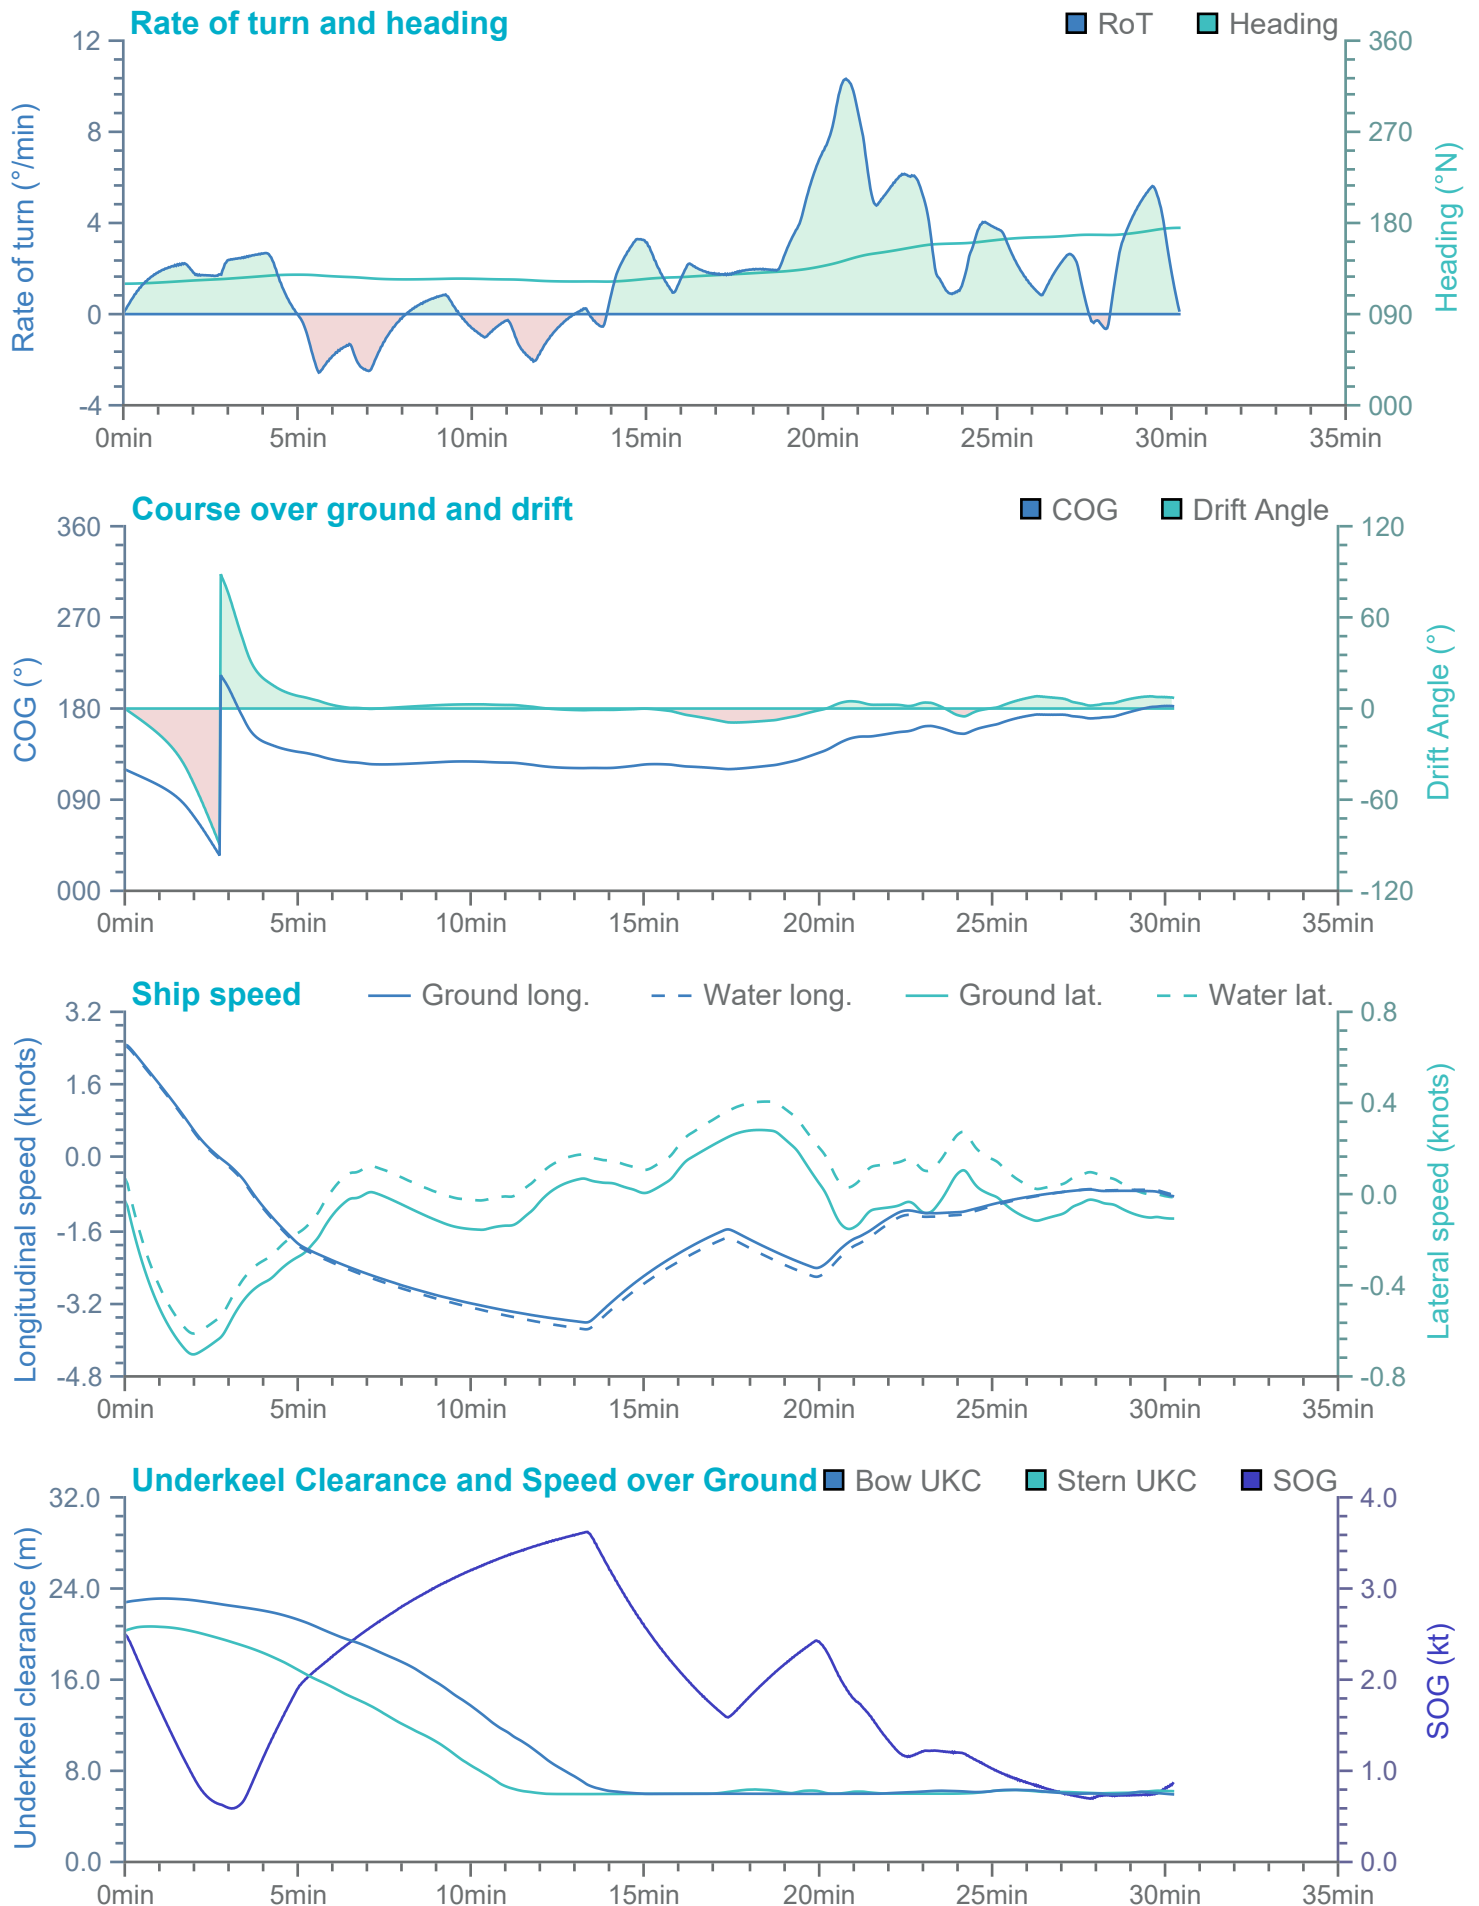 Rate of turn and heading
RoT Heading
12 8 4 0 -4
Rate of turn (°/min)
360 270 180 090 000
Heading (°N)
0min 5min 10min 15min 20min 25min 30min 35min
Course over ground and drift
COG Drift Angle
360 270 180 090 000
COG (°)
120 60 0 -60 -120
Drift Angle (°)
0min 5min 10min 15min 20min 25min 30min 35min
Ship speed
Ground long. Water long. Ground lat. Water lat.
3.2 1.6 0.0 -1.6 -3.2 -4.8
Longitudinal speed (knots)
0.8 0.4 0.0 -0.4 -0.8
Lateral speed (knots)
0min 5min 10min 15min 20min 25min 30min 35min
Underkeel Clearance and Speed over Ground
Bow UKC Stern UKC SOG
32.0 24.0 16.0 8.0 0.0
Underkeel clearance (m)
4.0 3.0 2.0 1.0 0.0
SOG (kt)
0min 5min 10min 15min 20min 25min 30min 35min